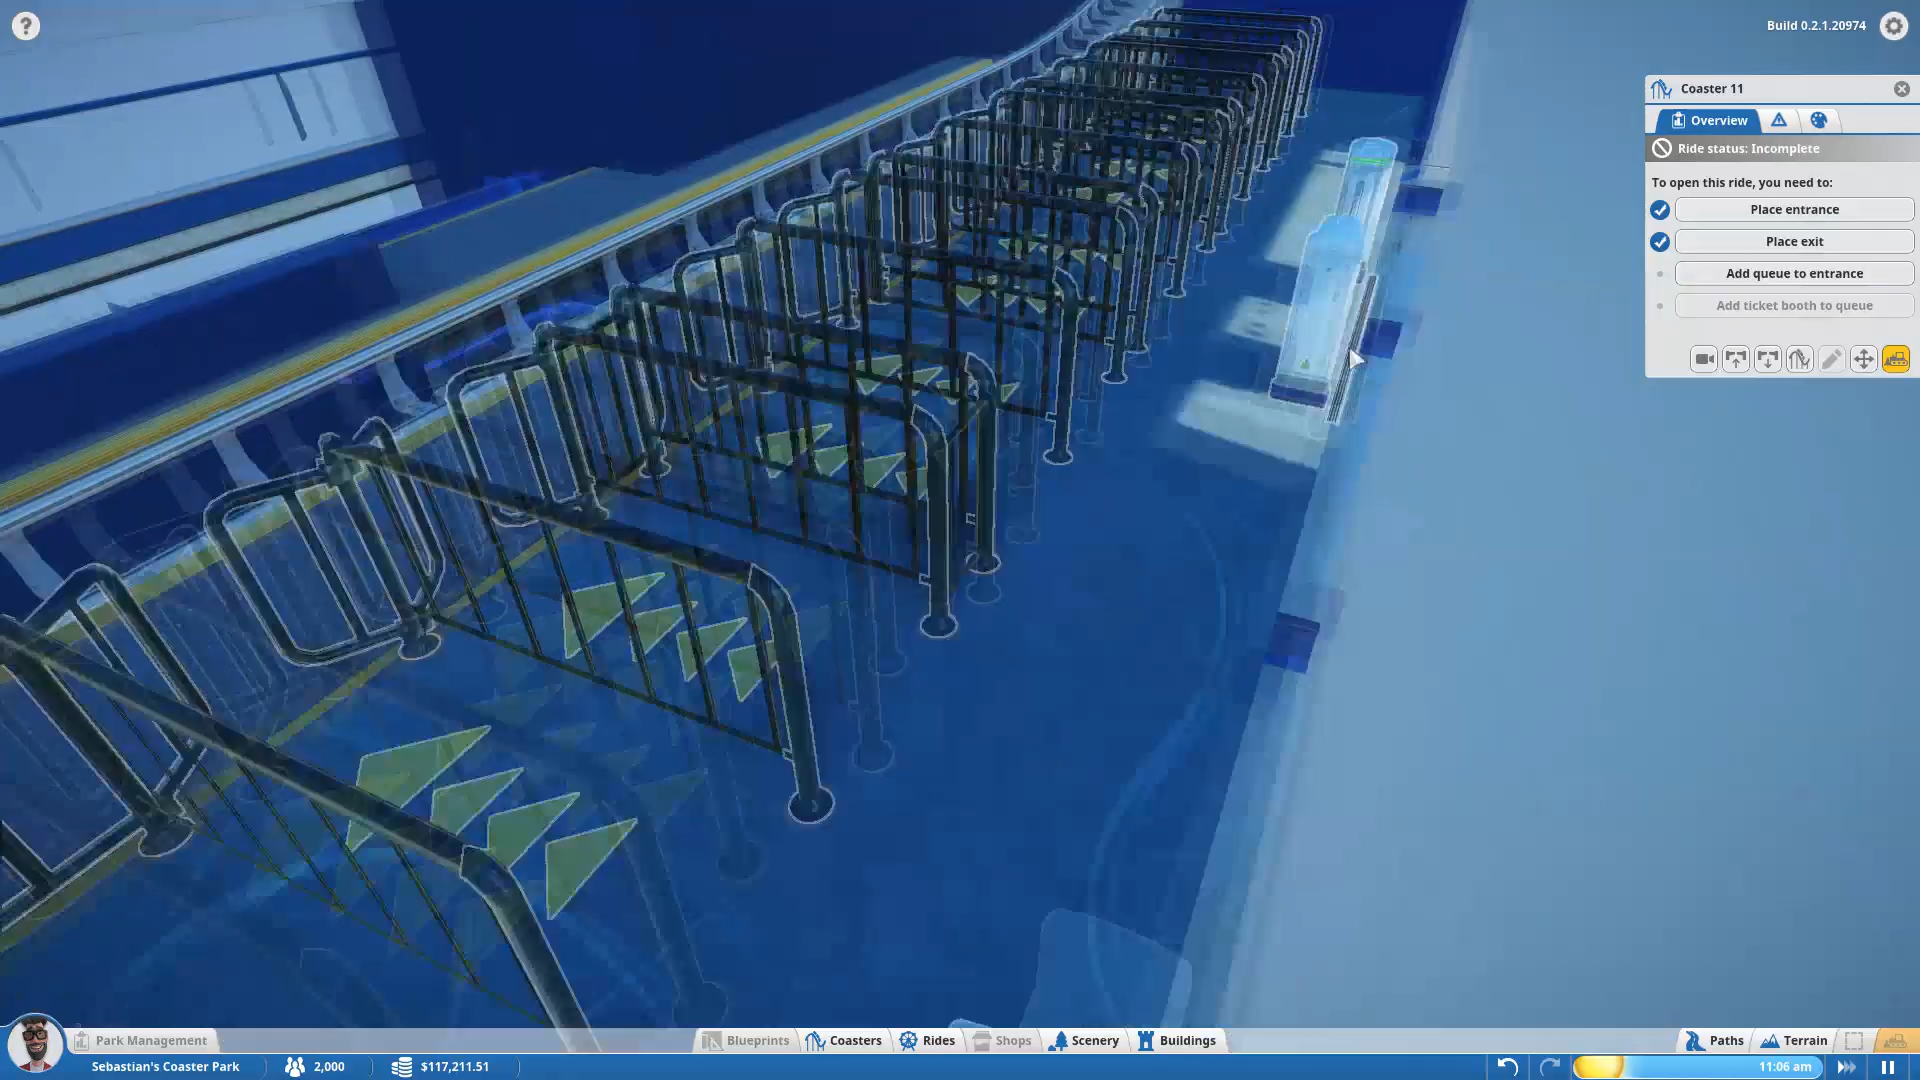 ?
Build 0.2.1.20974
Coaster 11
Overview
Ride status: Incomplete
To open this ride, you need to:
Place entrance
Place exit
Add queue to entrance
Add ticket booth to queue
Park Management
Blueprints
Coasters
Rides
Shops
Scenery
Buildings
Paths
Terrain
Sebastian's Coaster Park
2,000
$117,211.51
11:06 am